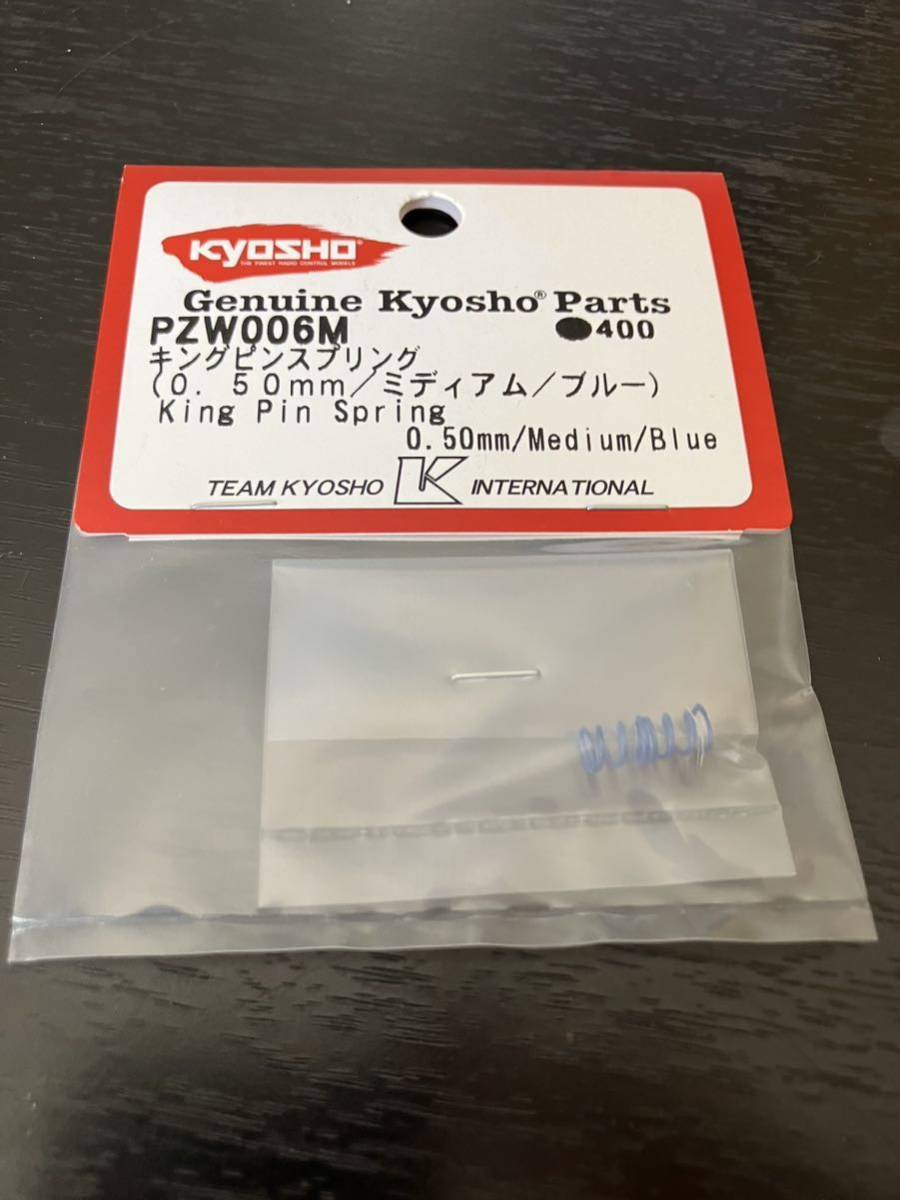 KYOSHO®
THE FINEST RADIO CONTROL MODELS
Genuine Kyosho® Parts
PZW006M ●400
キングピンスプリング
(０．５０mm／ミディアム／ブルー)
King Pin Spring
0.50mm/Medium/Blue
TEAM KYOSHO K INTERNATIONAL